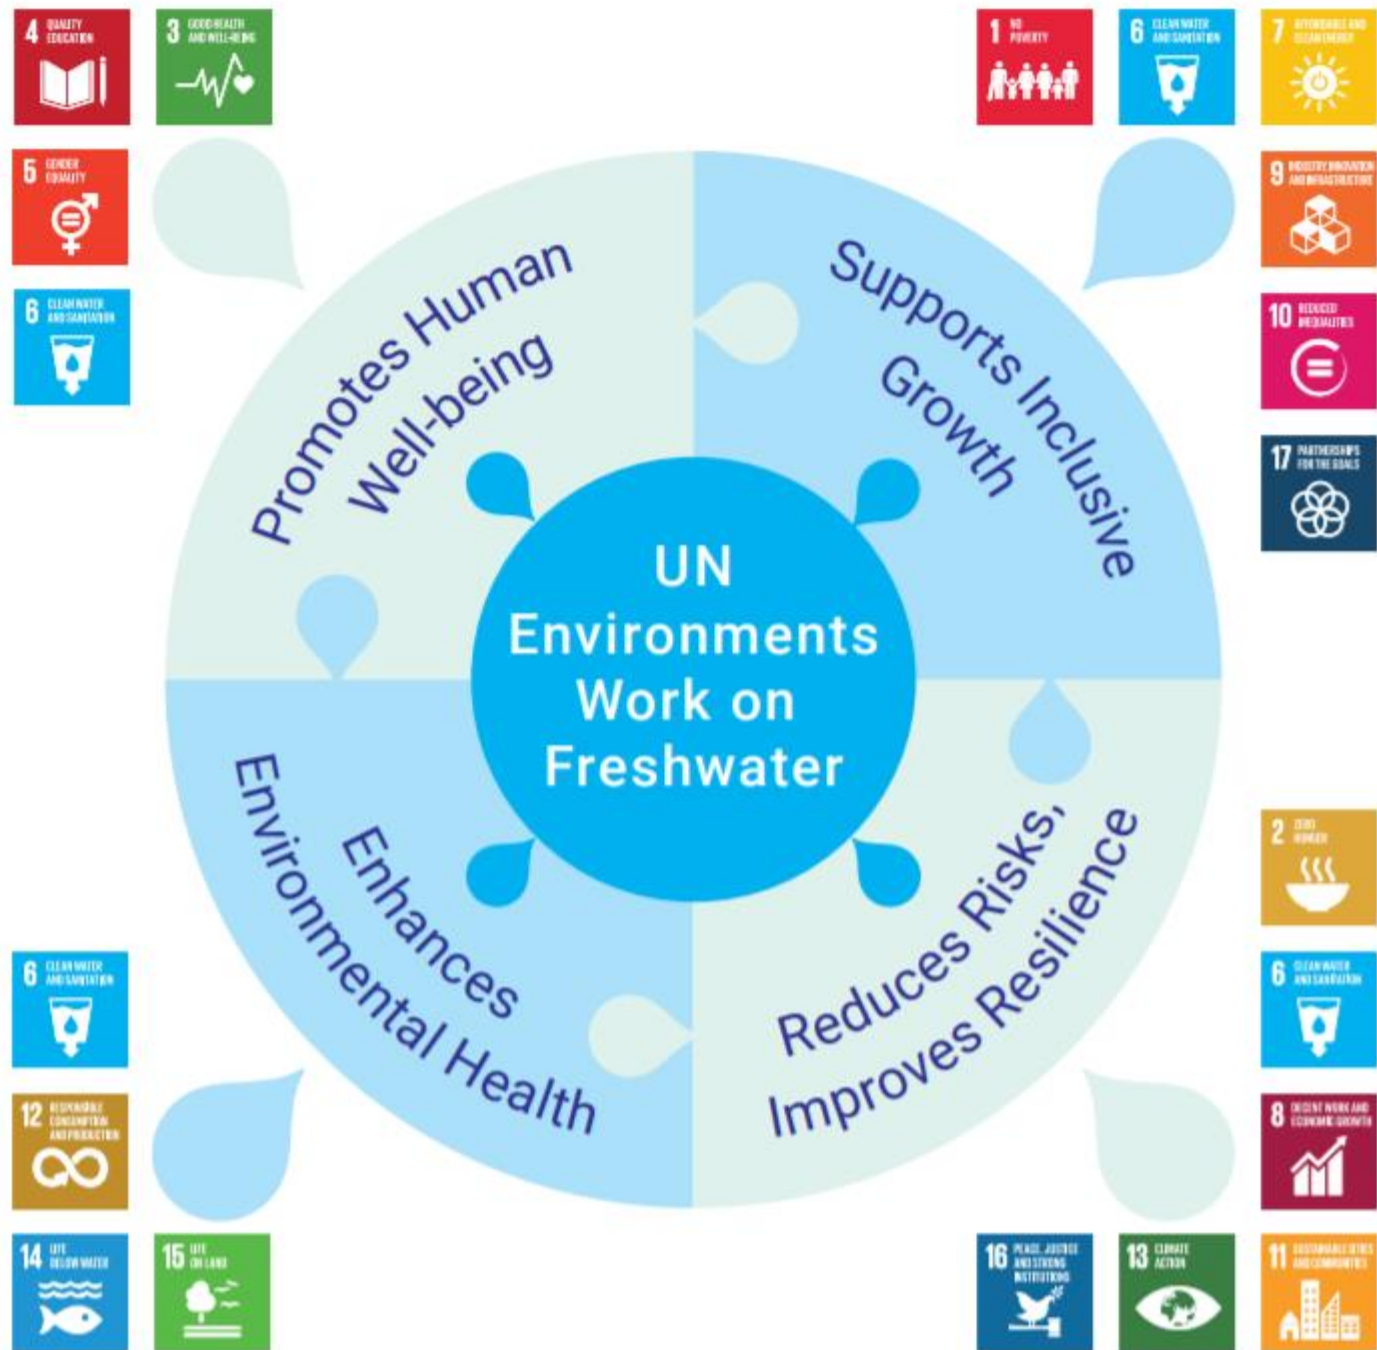 4 QUALITY
EDUCATION
3 GOOD HEALTH
AND WELL-BEING
5 GENDER
EQUALITY
6 CLEAN WATER
AND SANITATION
1 NO
POVERTY
6 CLEAN WATER
AND SANITATION
7 AFFORDABLE AND
CLEAN ENERGY
9 INDUSTRY, INNOVATION
AND INFRASTRUCTURE
10 REDUCED
INEQUALITIES
17 PARTNERSHIPS
FOR THE GOALS
Promotes Human
Well-being
Supports Inclusive
Growth
UN
Environments
Work on
Freshwater
Enhances
Environmental Health
Reduces Risks,
Improves Resilience
6 CLEAN WATER
AND SANITATION
12 RESPONSIBLE
CONSUMPTION
AND PRODUCTION
14 LIFE
BELOW WATER
15 LIFE
ON LAND
2 ZERO
HUNGER
6 CLEAN WATER
AND SANITATION
8 DECENT WORK AND
ECONOMIC GROWTH
16 PEACE, JUSTICE
AND STRONG
INSTITUTIONS
13 CLIMATE
ACTION
11 SUSTAINABLE CITIES
AND COMMUNITIES